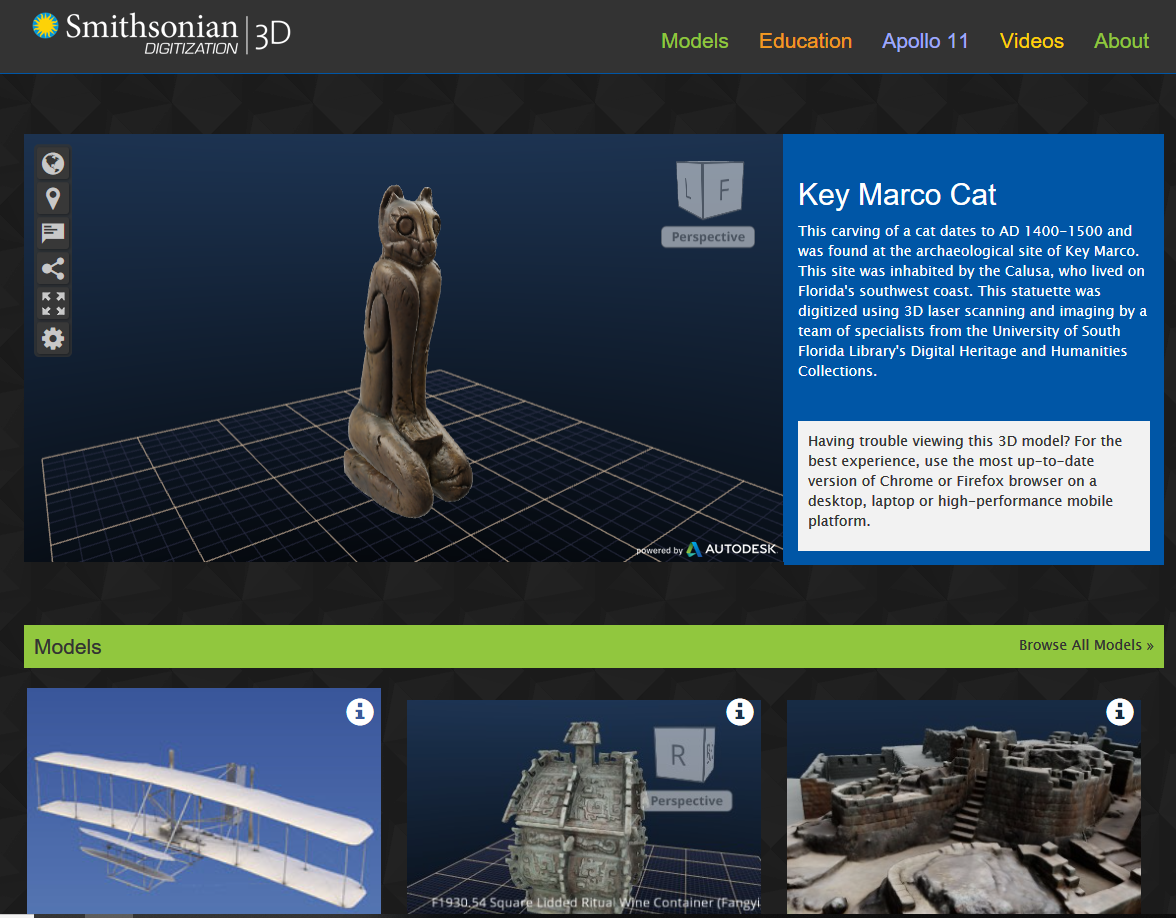 Smithsonian
DIGITIZATION
3D
Models
Education
Apollo 11
Videos
About
L
F
Perspective
powered by AUTODESK
Key Marco Cat
This carving of a cat dates to AD 1400-1500 and
was found at the archaeological site of Key Marco.
This site was inhabited by the Calusa, who lived on
Florida's southwest coast. This statuette was
digitized using 3D laser scanning and imaging by a
team of specialists from the University of South
Florida Library's Digital Heritage and Humanities
Collections.
Having trouble viewing this 3D model? For the
best experience, use the most up-to-date
version of Chrome or Firefox browser on a
desktop, laptop or high-performance mobile
platform.
Models
Browse All Models »
i
i
R
Perspective
F1930.54 Square Lidded Ritual Wine Container (Fangyi
i